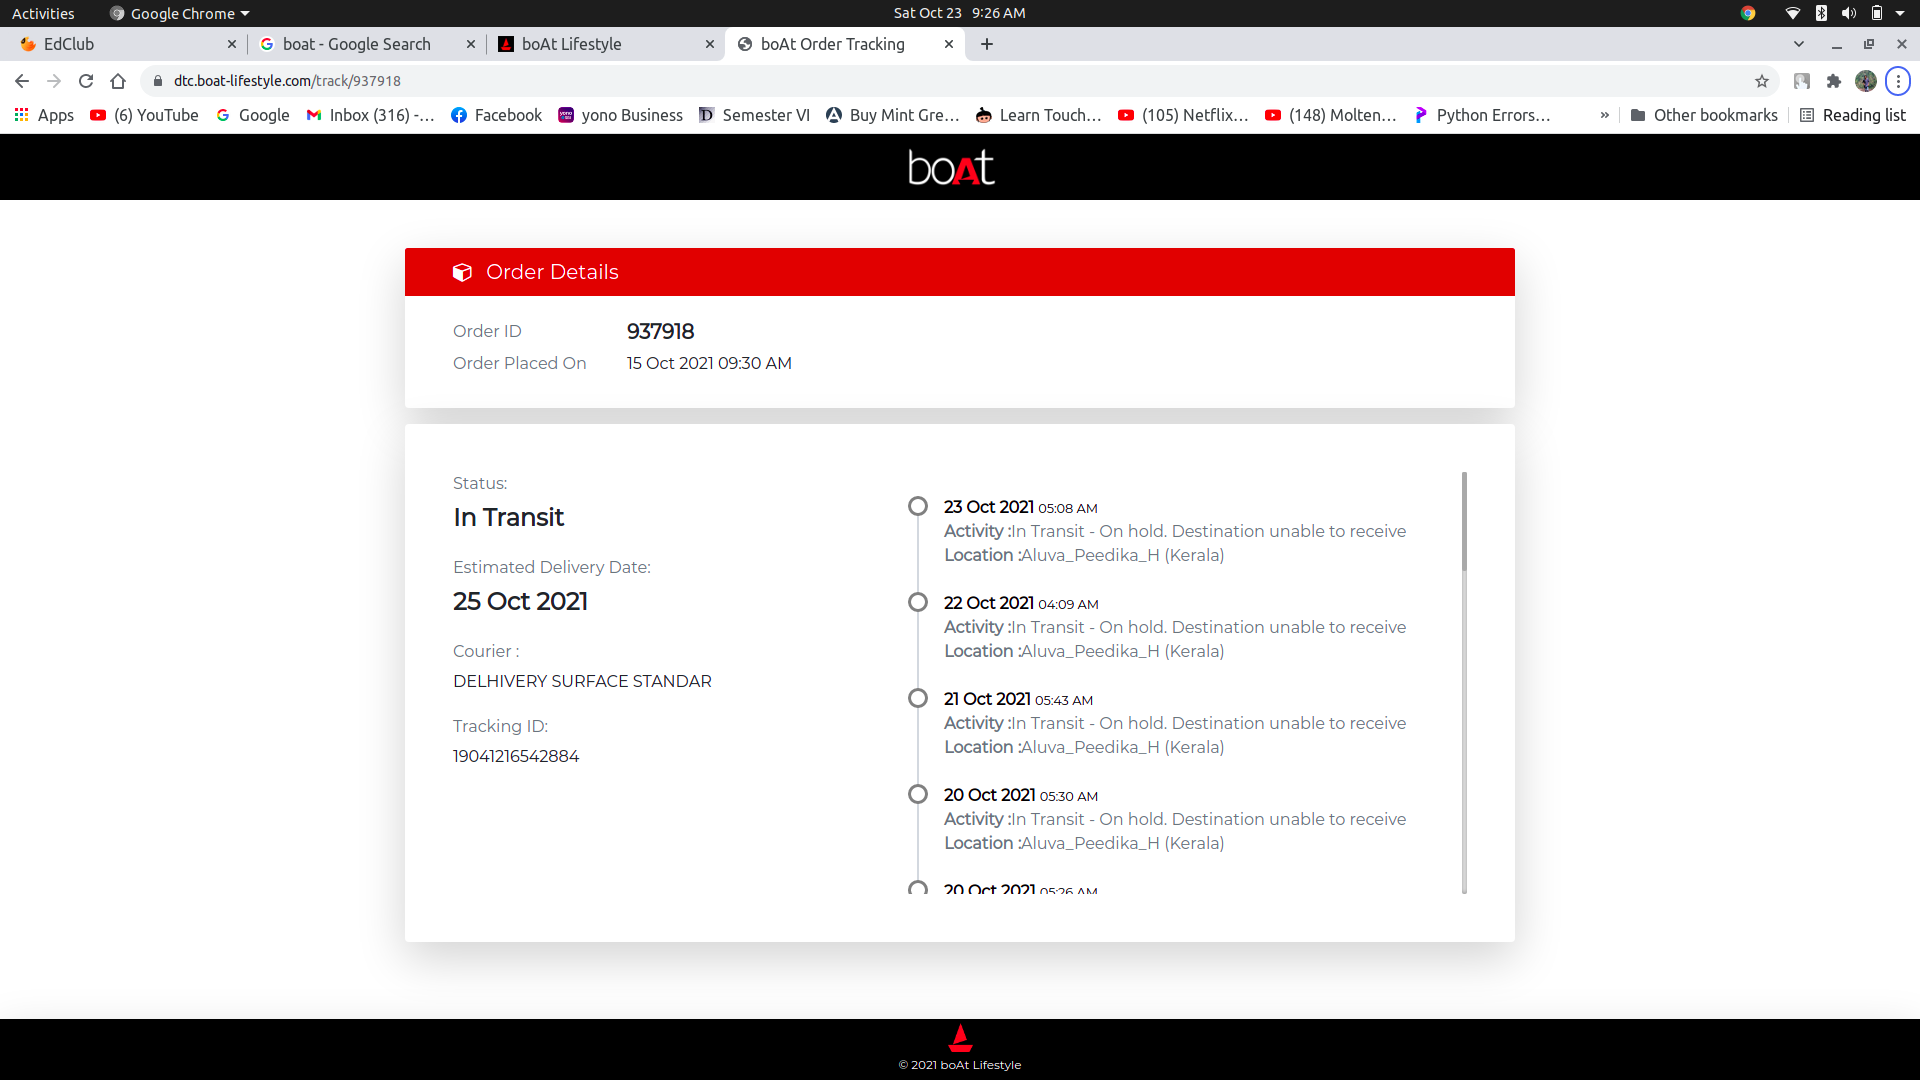 Activities
Google Chrome
Sat Oct 23 9:26 AM
EdClub
boat - Google Search
boAt Lifestyle
boAt Order Tracking
dtc.boat-lifestyle.com/track/937918
Apps
(6) YouTube
Google
Inbox (316) -...
Facebook
yono Business
Semester VI
Buy Mint Gre...
Learn Touch...
(105) Netflix...
(148) Molten...
Python Errors...
»
Other bookmarks
Reading list
boAt
Order Details
Order ID 937918
Order Placed On 15 Oct 2021 09:30 AM
Status:
In Transit
Estimated Delivery Date:
25 Oct 2021
Courier :
DELHIVERY SURFACE STANDAR
Tracking ID:
19041216542884
23 Oct 2021 05:08 AM
Activity :In Transit - On hold. Destination unable to receive
Location :Aluva_Peedika_H (Kerala)
22 Oct 2021 04:09 AM
Activity :In Transit - On hold. Destination unable to receive
Location :Aluva_Peedika_H (Kerala)
21 Oct 2021 05:43 AM
Activity :In Transit - On hold. Destination unable to receive
Location :Aluva_Peedika_H (Kerala)
20 Oct 2021 05:30 AM
Activity :In Transit - On hold. Destination unable to receive
Location :Aluva_Peedika_H (Kerala)
20 Oct 2021 05:26 AM
© 2021 boAt Lifestyle